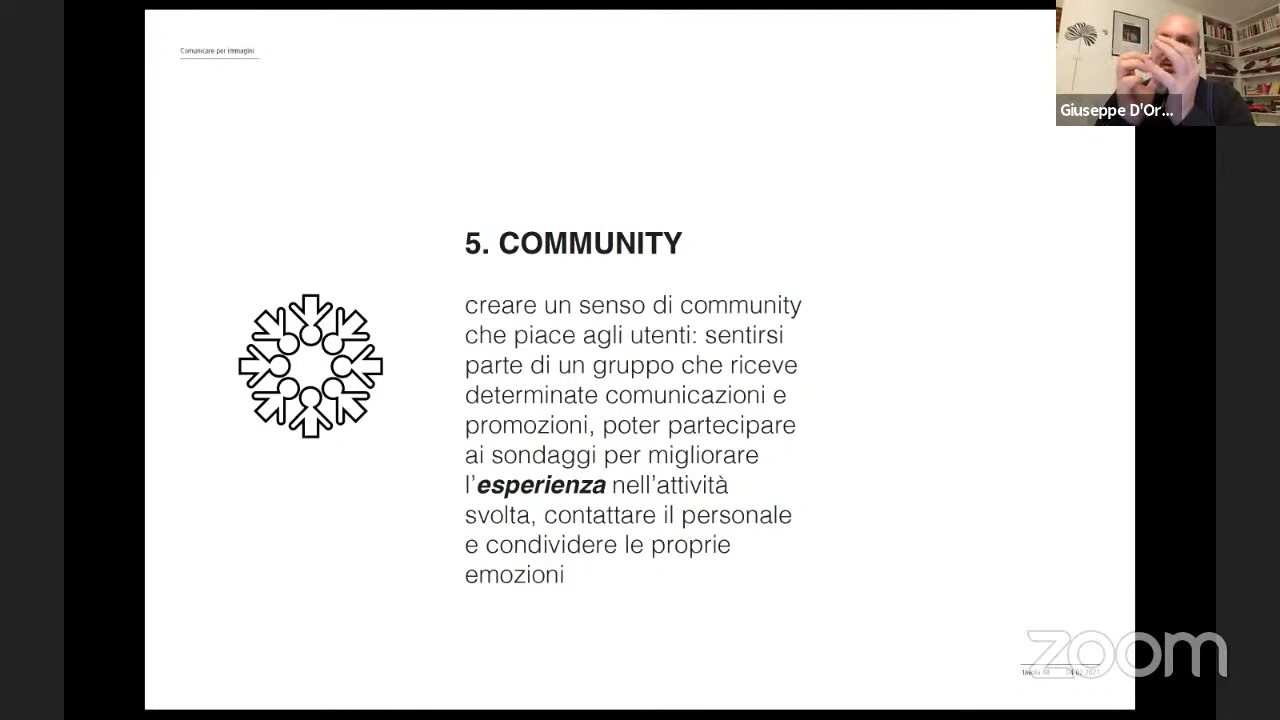 Comunicare per immagini
Giuseppe D'Or...
5. COMMUNITY
creare un senso di community
che piace agli utenti: sentirsi
parte di un gruppo che riceve
determinate comunicazioni e
promozioni, poter partecipare
ai sondaggi per migliorare
l'esperienza nell'attività
svolta, contattare il personale
e condividere le proprie
emozioni
zoom
2021